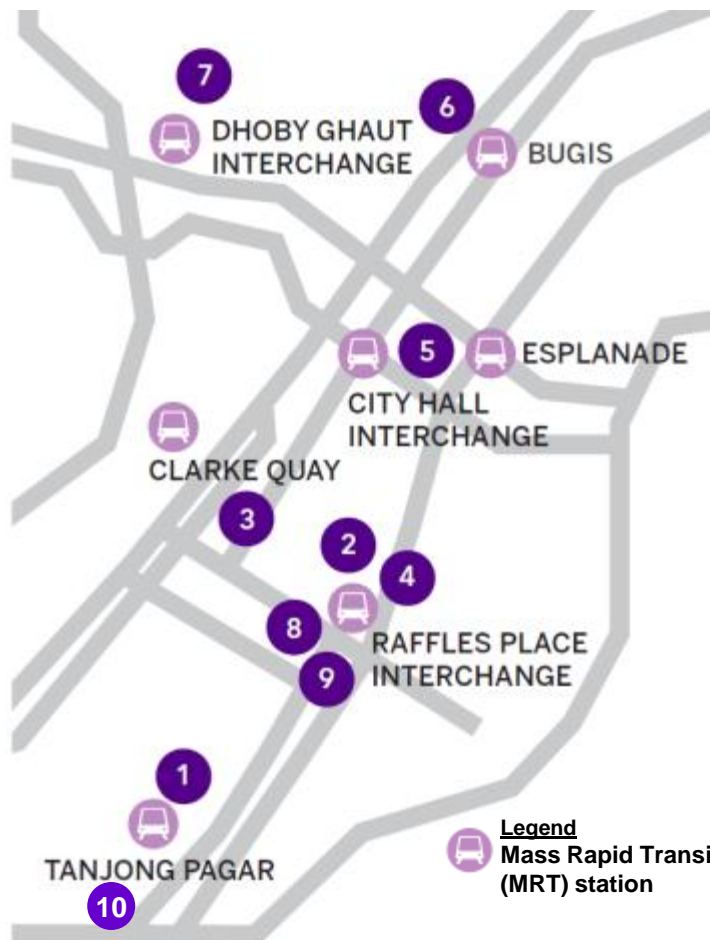 7
6
DHOBY GHAUT
INTERCHANGE
BUGIS
5
ESPLANADE
CITY HALL
INTERCHANGE
CLARKE QUAY
3
2
4
8
RAFFLES PLACE
INTERCHANGE
9
1
TANJONG PAGAR
10
Legend
Mass Rapid Transi
(MRT) station